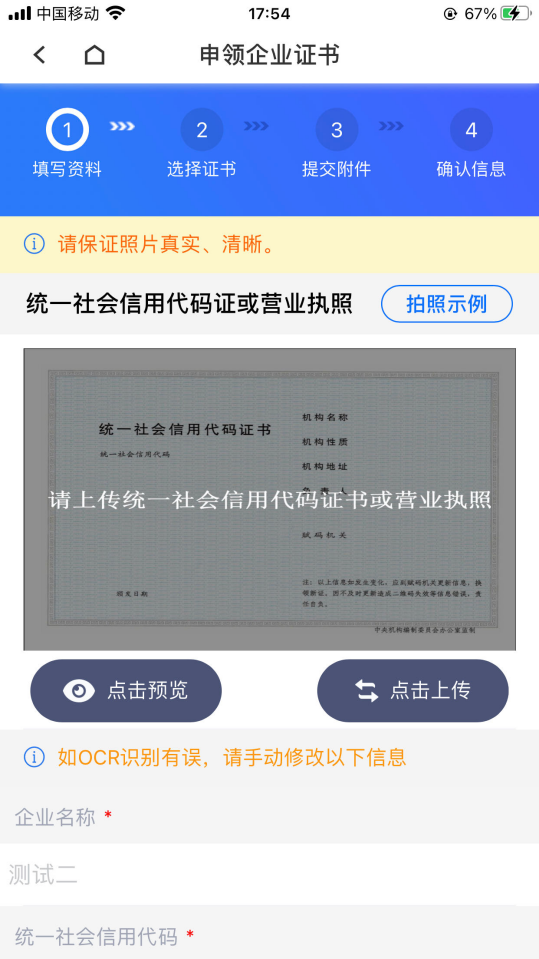 中国移动 17:54 67%
申领企业证书
1 2 3 4
填写资料 选择证书 提交附件 确认信息
请保证照片真实、清晰。
统一社会信用代码证或营业执照 拍照示例
机构名称
统一社会信用代码证书
机构性质
统一社会信用代码
机构地址
负责人
请上传统一社会信用代码证书或营业执照
赋码机关
注：以上信息如发生变化，应到赋码机关更新信息，换
领新证。因不及时更新造成二维码失效等信息错误，责
任自负。
颁发日期
中央机构编制委员会办公室监制
点击预览 点击上传
如OCR识别有误，请手动修改以下信息
企业名称 *
测试二
统一社会信用代码 *